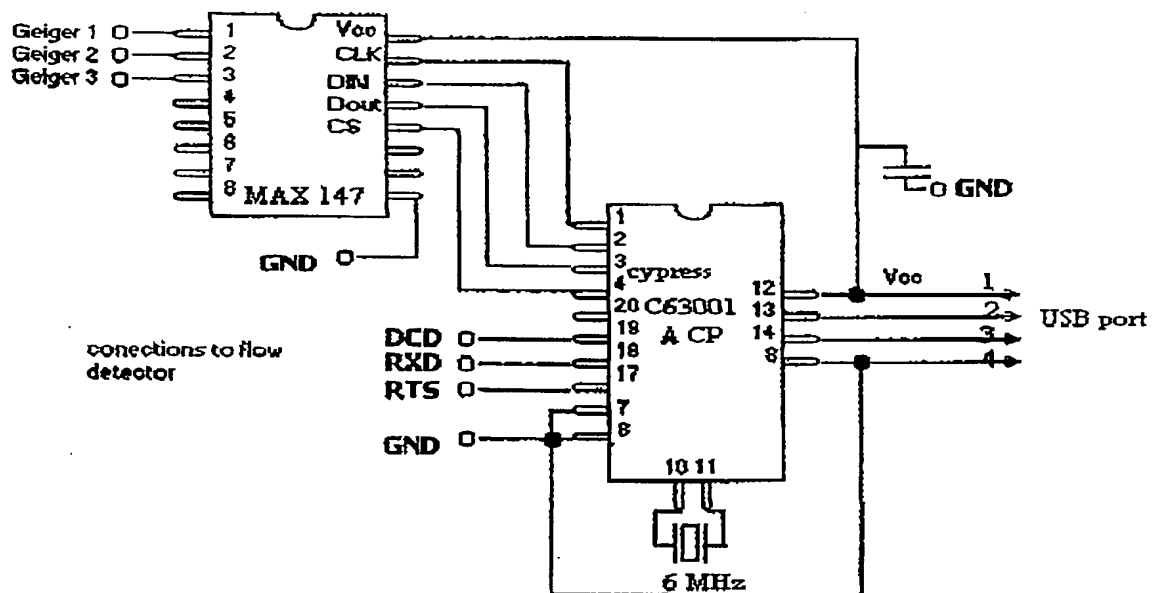 Geiger 1
Geiger 2
Geiger 3
1
2
3
4
5
6
7
8
Vcc
CLK
DIN
Dout
CS
MAX 147
GND
GND
1
2
3
4
20
19
18
17
7
8
cypress
C63001
A CP
12
13
14
8
10 11
6 MHz
Vcc
1
2
3
4
USB port
conections to flow
detector
DCD
RXD
RTS
GND